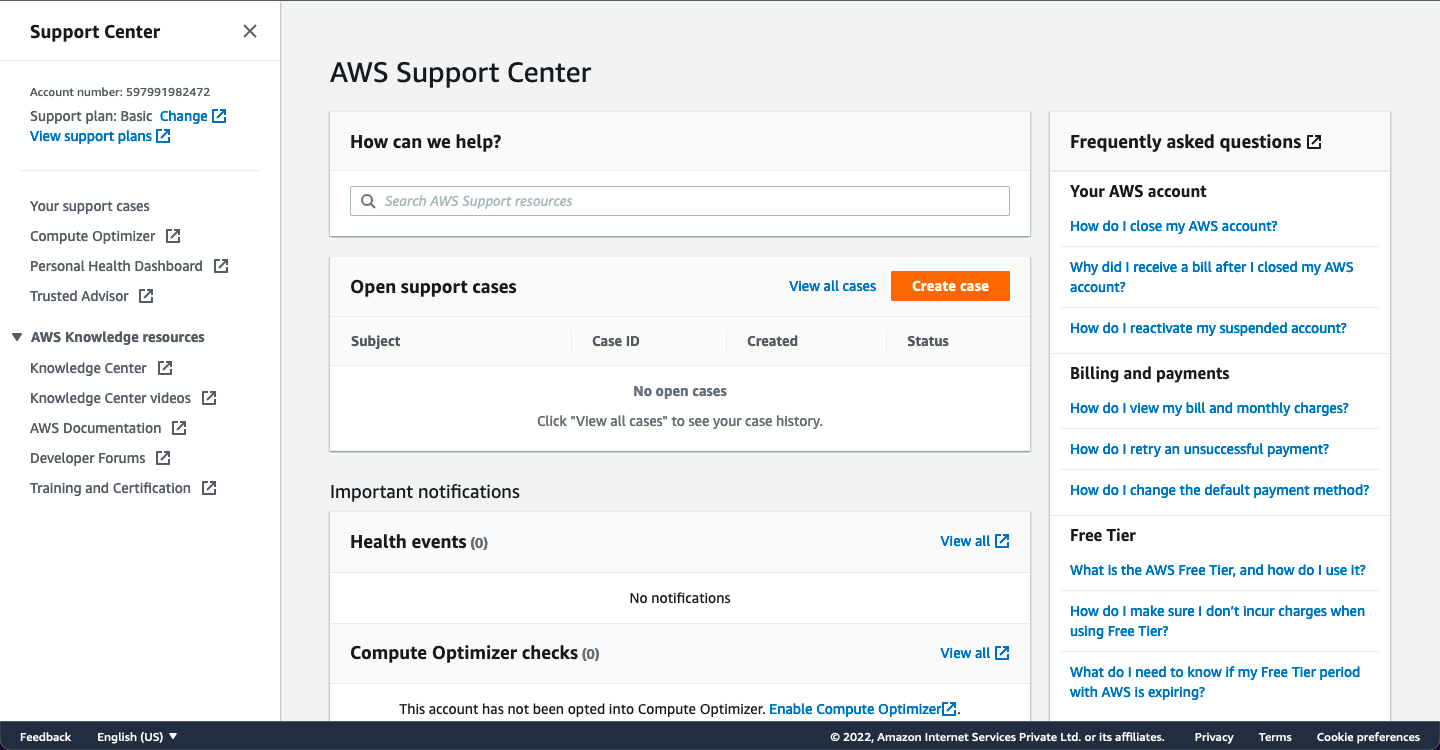 Support Center
Account number: 597991982472
Support plan: Basic Change
View support plans
Your support cases
Compute Optimizer
Personal Health Dashboard
Trusted Advisor
AWS Knowledge resources
Knowledge Center
Knowledge Center videos
AWS Documentation
Developer Forums
Training and Certification
AWS Support Center
How can we help?
Search AWS Support resources
Open support cases View all cases Create case
Subject Case ID Created Status
No open cases
Click "View all cases" to see your case history.
Important notifications
Health events (0) View all
No notifications
Compute Optimizer checks (0) View all
This account has not been opted into Compute Optimizer. Enable Compute Optimizer.
Frequently asked questions
Your AWS account
How do I close my AWS account?
Why did I receive a bill after I closed my AWS
account?
How do I reactivate my suspended account?
Billing and payments
How do I view my bill and monthly charges?
How do I retry an unsuccessful payment?
How do I change the default payment method?
Free Tier
What is the AWS Free Tier, and how do I use it?
How do I make sure I don't incur charges when
using Free Tier?
What do I need to know if my Free Tier period
with AWS is expiring?
Feedback English (US) © 2022, Amazon Internet Services Private Ltd. or its affiliates. Privacy Terms Cookie preferences